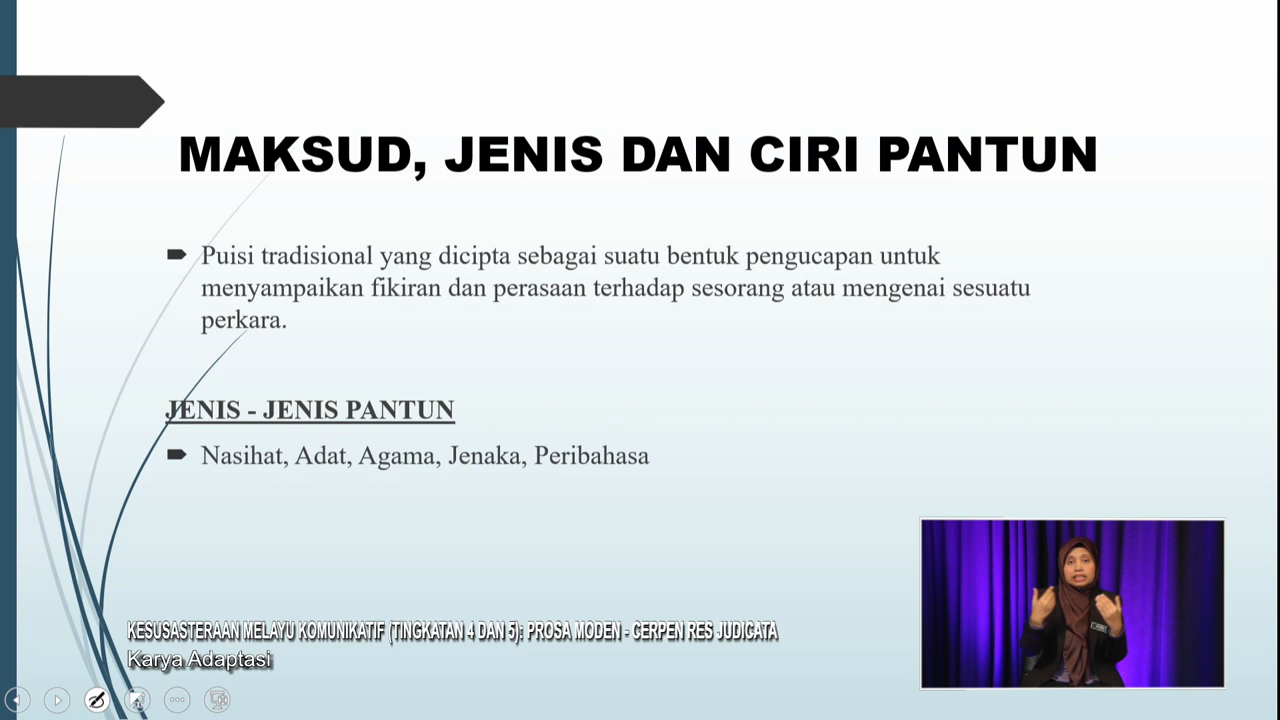 MAKSUD, JENIS DAN CIRI PANTUN
Puisi tradisional yang dicipta sebagai suatu bentuk pengucapan untuk
menyampaikan fikiran dan perasaan terhadap sesorang atau mengenai sesuatu
perkara.
JENIS - JENIS PANTUN
Nasihat, Adat, Agama, Jenaka, Peribahasa
KESUSASTERAAN MELAYU KOMUNIKATIF (TINGKATAN 4 DAN 5): PROSA MODEN - CERPEN RES JUDICATA
Karya Adaptasi